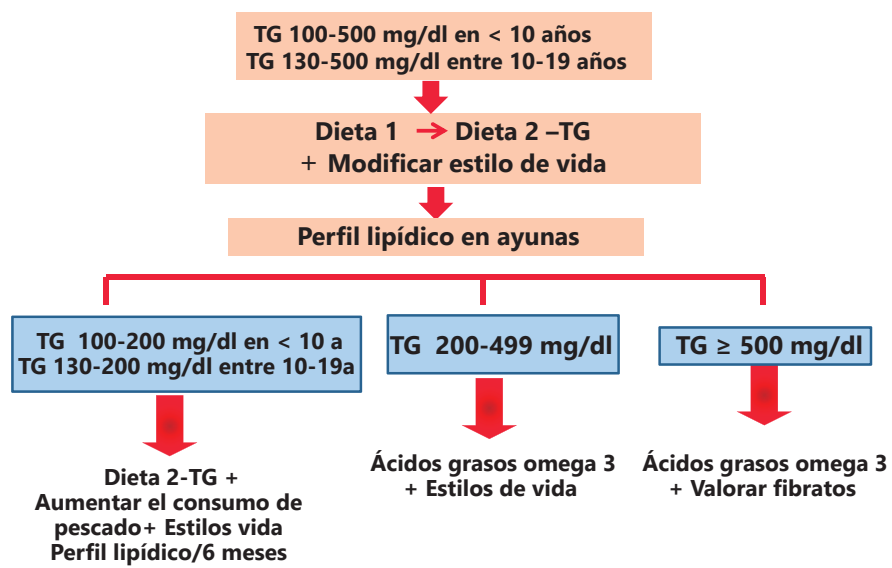 TG 100-500 mg/dl en < 10 años
TG 130-500 mg/dl entre 10-19 años
Dieta 1 → Dieta 2 –TG
+ Modificar estilo de vida
Perfil lipídico en ayunas
TG 100-200 mg/dl en < 10 a
TG 130-200 mg/dl entre 10-19a
TG 200-499 mg/dl
TG ≥ 500 mg/dl
Dieta 2-TG +
Aumentar el consumo de
pescado+ Estilos vida
Perfil lipídico/6 meses
Ácidos grasos omega 3
+ Estilos de vida
Ácidos grasos omega 3
+ Valorar fibratos